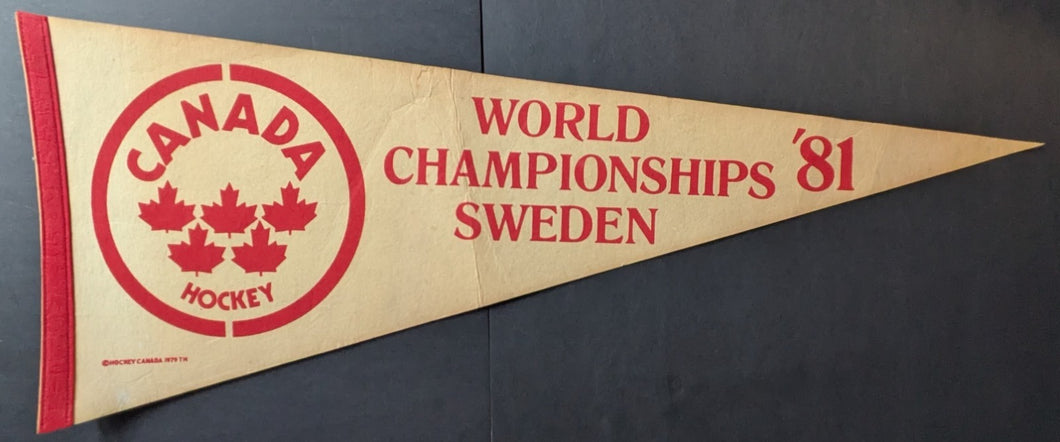 CANADA
HOCKEY
©HOCKEY CANADA 1979 TM
WORLD
CHAMPIONSHIPS '81
SWEDEN